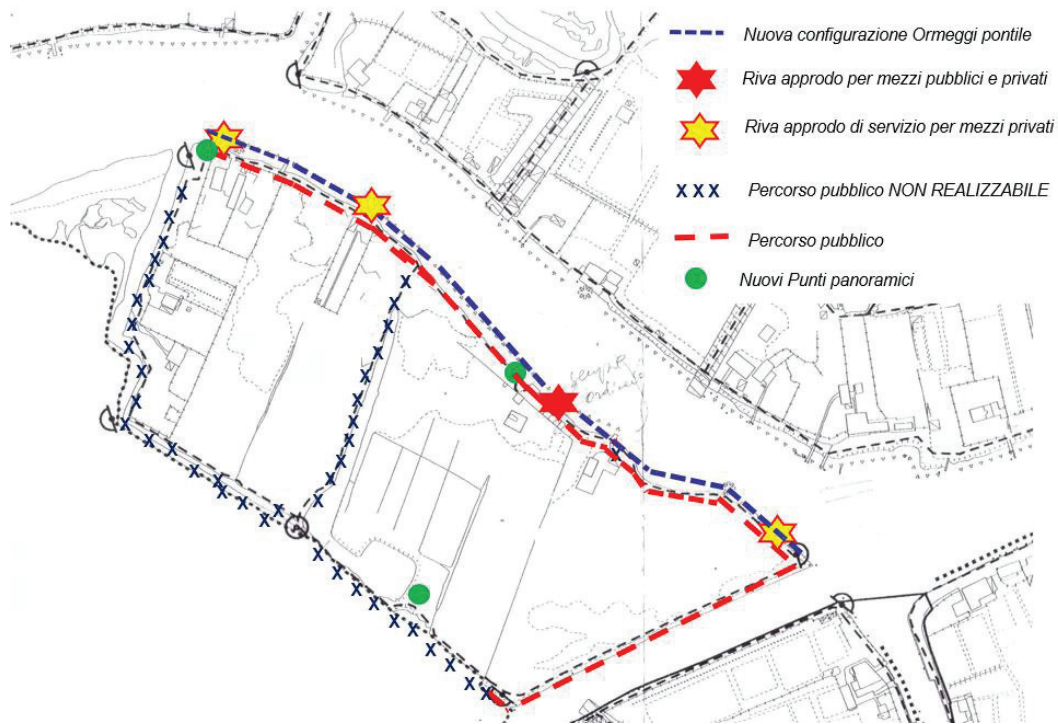 Nuova configurazione Ormeggi pontile
Riva approdo per mezzi pubblici e privati
Riva approdo di servizio per mezzi privati
x x x Percorso pubblico NON REALIZZABILE
Percorso pubblico
Nuovi Punti panoramici